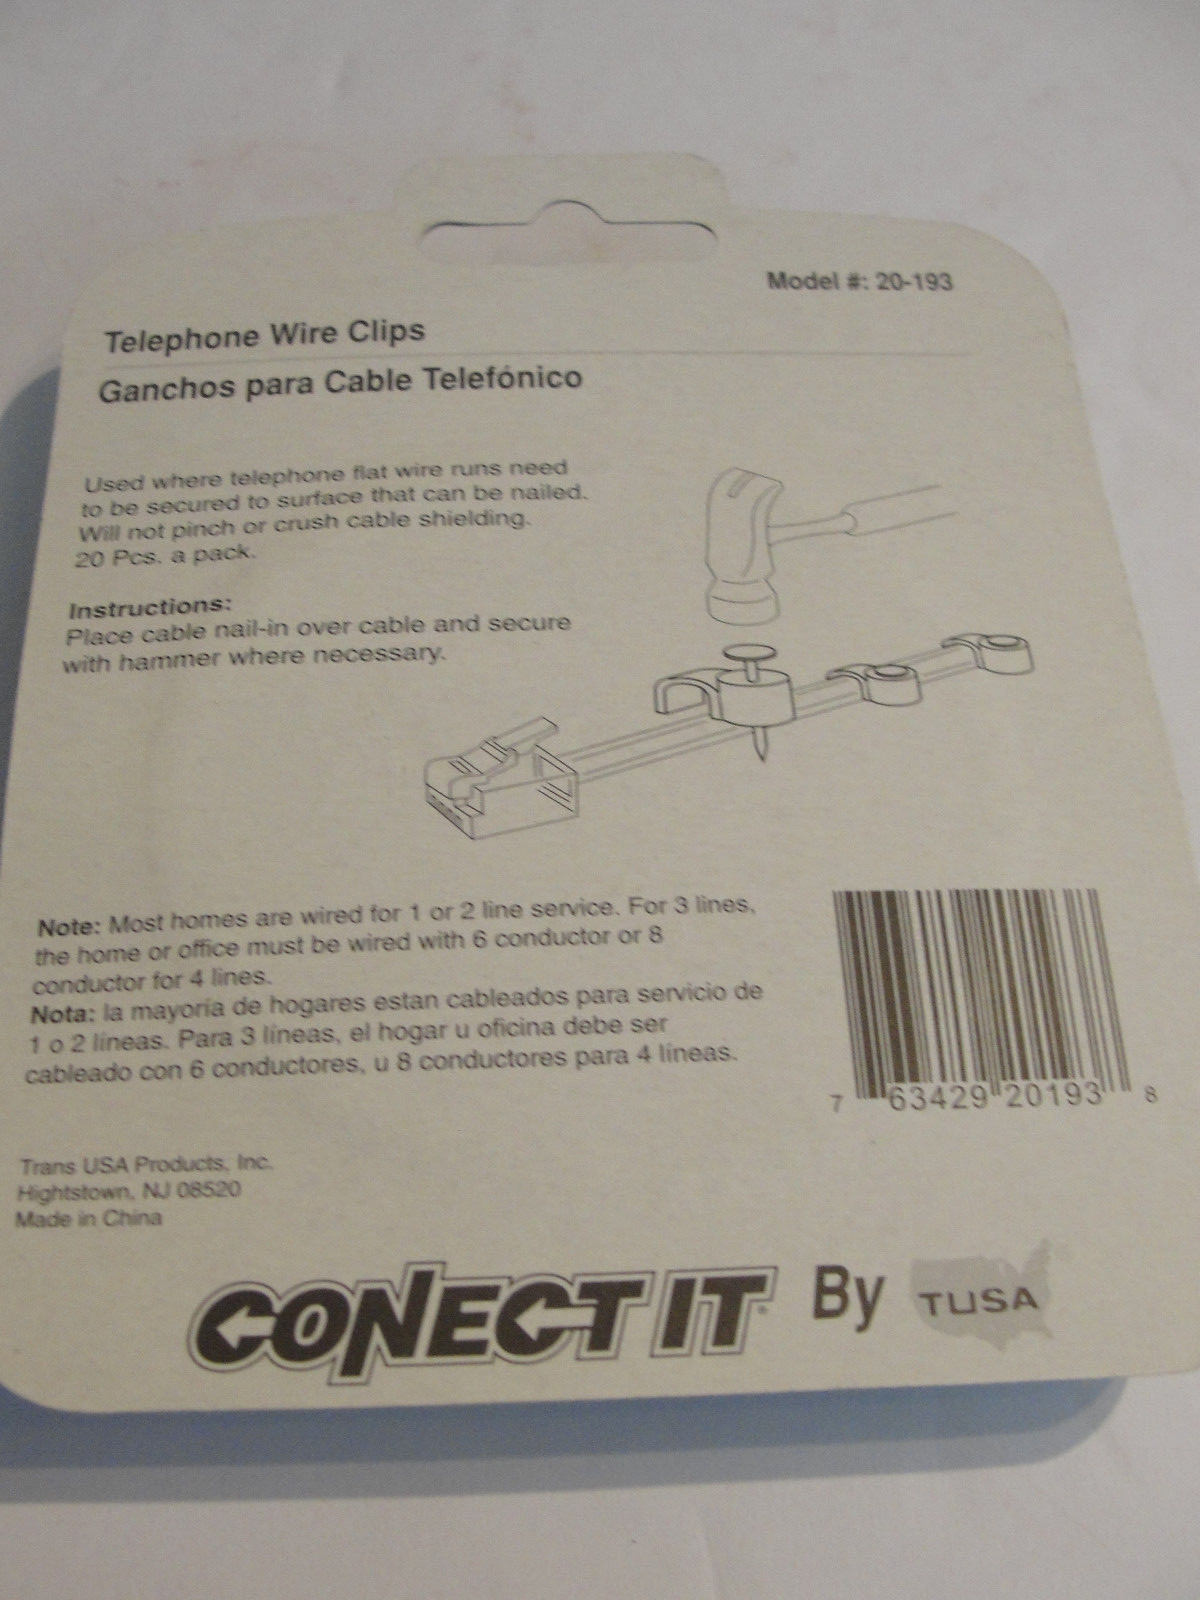 Model #: 20-193
Telephone Wire Clips
Ganchos para Cable Telefónico
Used where telephone flat wire runs need
to be secured to surface that can be nailed.
Will not pinch or crush cable shielding.
20 Pcs. a pack.
Instructions:
Place cable nail-in over cable and secure
with hammer where necessary.
Note: Most homes are wired for 1 or 2 line service. For 3 lines,
the home or office must be wired with 6 conductor or 8
conductor for 4 lines.
Nota: la mayoría de hogares estan cableados para servicio de
1 o 2 líneas. Para 3 líneas, el hogar u oficina debe ser
cableado con 6 conductores, u 8 conductores para 4 líneas.
7 63429 20193 8
Trans USA Products, Inc.
Hightstown, NJ 08520
Made in China
CONECT IT By TUSA